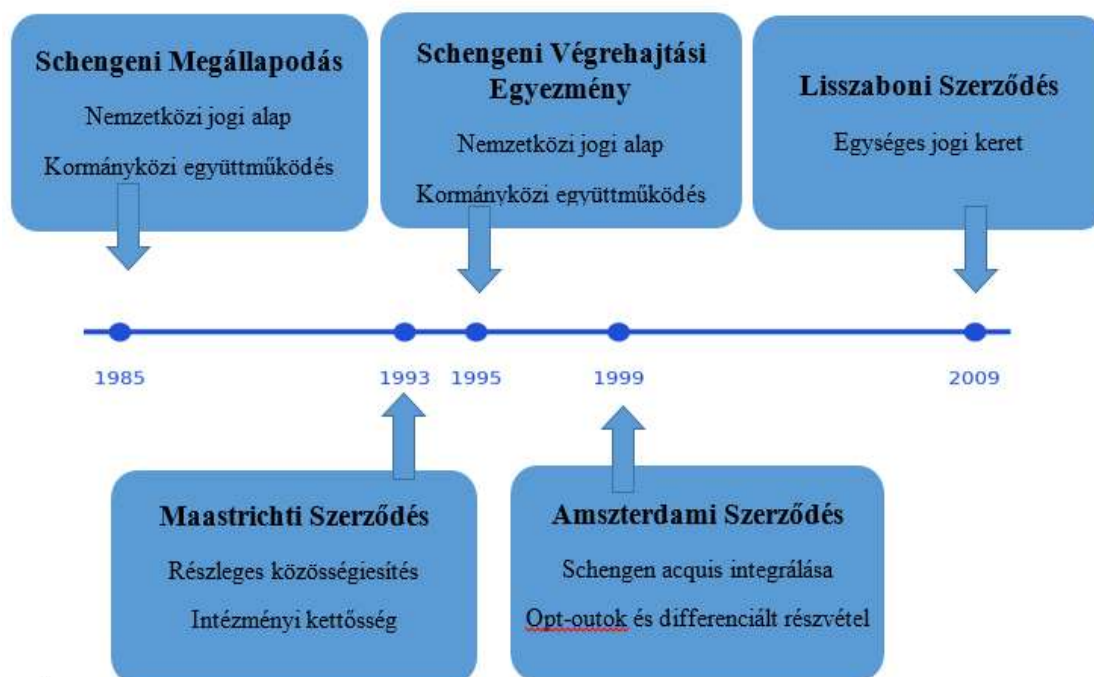 Schengeni Megállapodás
Nemzetközi jogi alap
Kormányközi együttműködés
Schengeni Végrehajtási
Egyezmény
Nemzetközi jogi alap
Kormányközi együttműködés
Lisszaboni Szerződés
Egységes jogi keret
1985
1993
1995
1999
2009
Maastrichti Szerződés
Részleges közösségiesítés
Intézményi kettősség
Amszterdami Szerződés
Schengen acquis integrálása
Opt-outok és differenciált részvétel